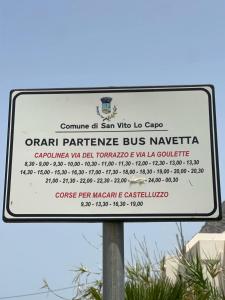 Comune di San Vito Lo Capo
ORARI PARTENZE BUS NAVETTA
CAPOLINEA VIA DEL TORRAZZO E VIA LA GOULETTE
8,30 - 9,00 - 9,30 - 10,00 - 10,30 - 11,00 - 11,30 - 12,00 - 12,30 - 13,00 - 13,30
14,30 - 15,00 - 15,30 - 16,30 - 17,00 - 17,30 - 18,00 - 18,30 - 19,00 - 20,00 - 20,30
21,00 - 21,30 - 22,00 - 22,30 - 23,00 - 24,00 - 00,30
CORSE PER MACARI E CASTELLUZZO
9,30 - 13,30 - 16,30 - 19,00